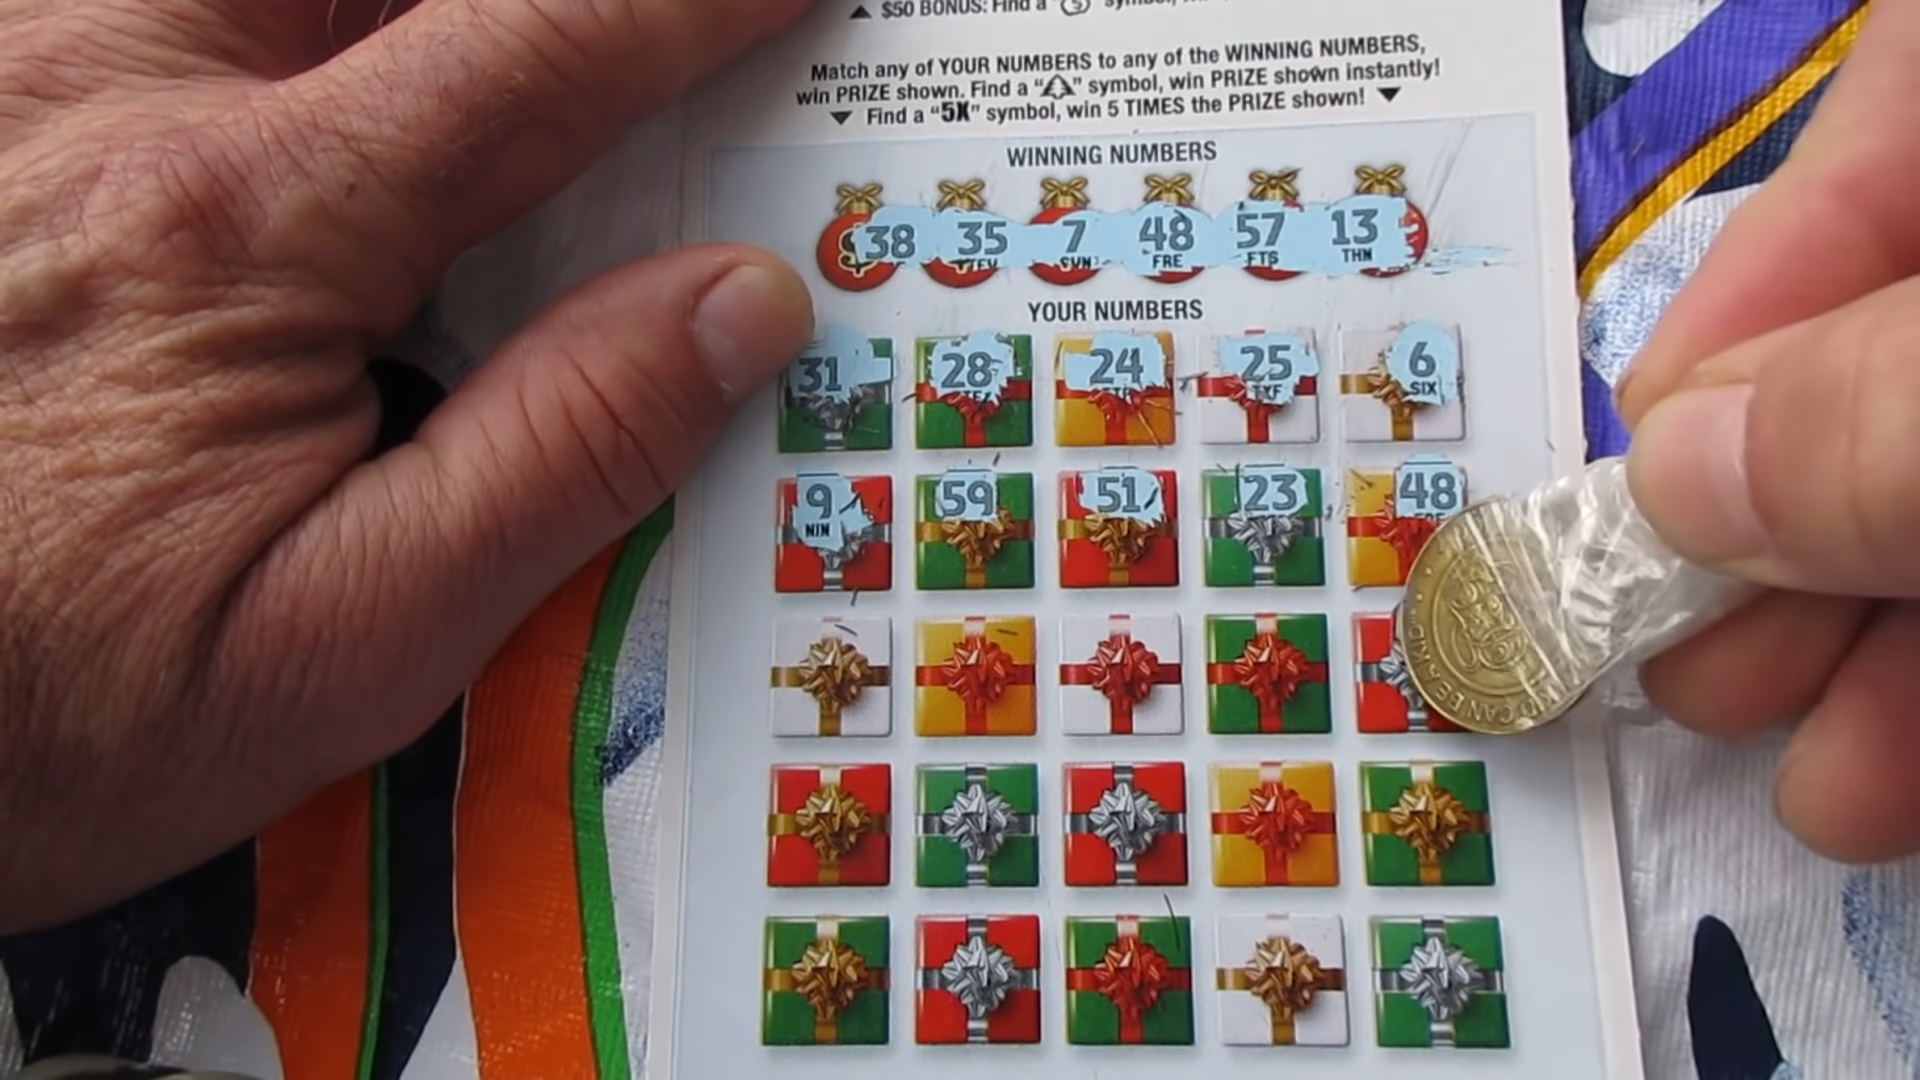 ▲ $50 BONUS: Find a "Ⓢ"
Match any of YOUR NUMBERS to any of the WINNING NUMBERS,
win PRIZE shown. Find a "🌲" symbol, win PRIZE shown instantly!
▼ Find a "5X" symbol, win 5 TIMES the PRIZE shown! ▼
WINNING NUMBERS
38 35 7 48 57 13
SVN FRE FTS THN
YOUR NUMBERS
31 28 24 25 6
SIX
9 59 51 23 48
NIN